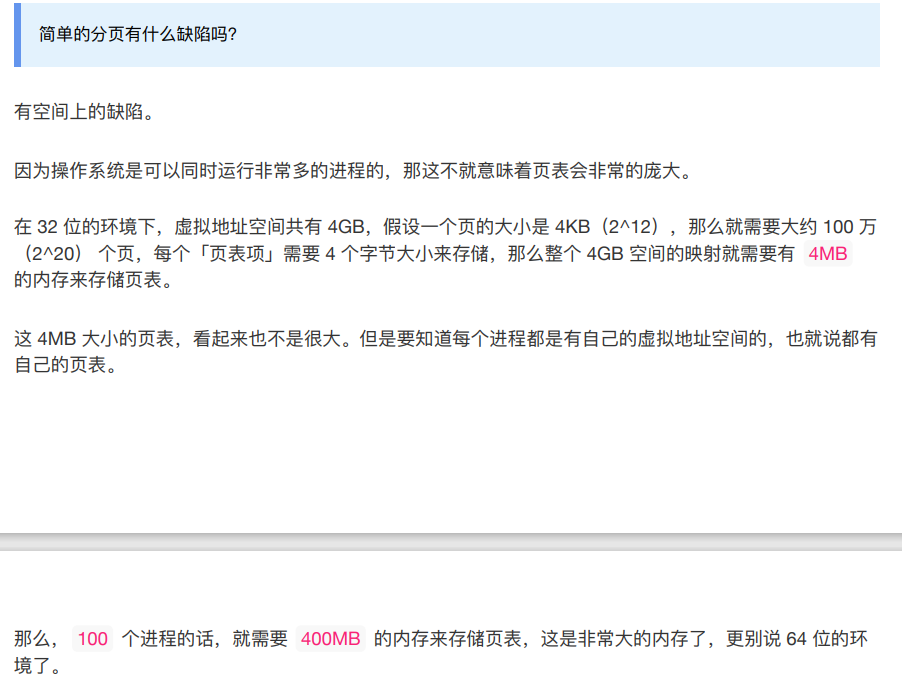 简单的分页有什么缺陷吗?
有空间上的缺陷。
因为操作系统是可以同时运行非常多的进程的，那这不就意味着页表会非常的庞大。
在 32 位的环境下，虚拟地址空间共有 4GB，假设一个页的大小是 4KB（2^12），那么就需要大约 100 万
（2^20） 个页，每个「页表项」需要 4 个字节大小来存储，那么整个 4GB 空间的映射就需要有 4MB
的内存来存储页表。
这 4MB 大小的页表，看起来也不是很大。但是要知道每个进程都是有自己的虚拟地址空间的，也就说都有
自己的页表。
那么， 100 个进程的话，就需要 400MB 的内存来存储页表，这是非常大的内存了，更别说 64 位的环
境了。